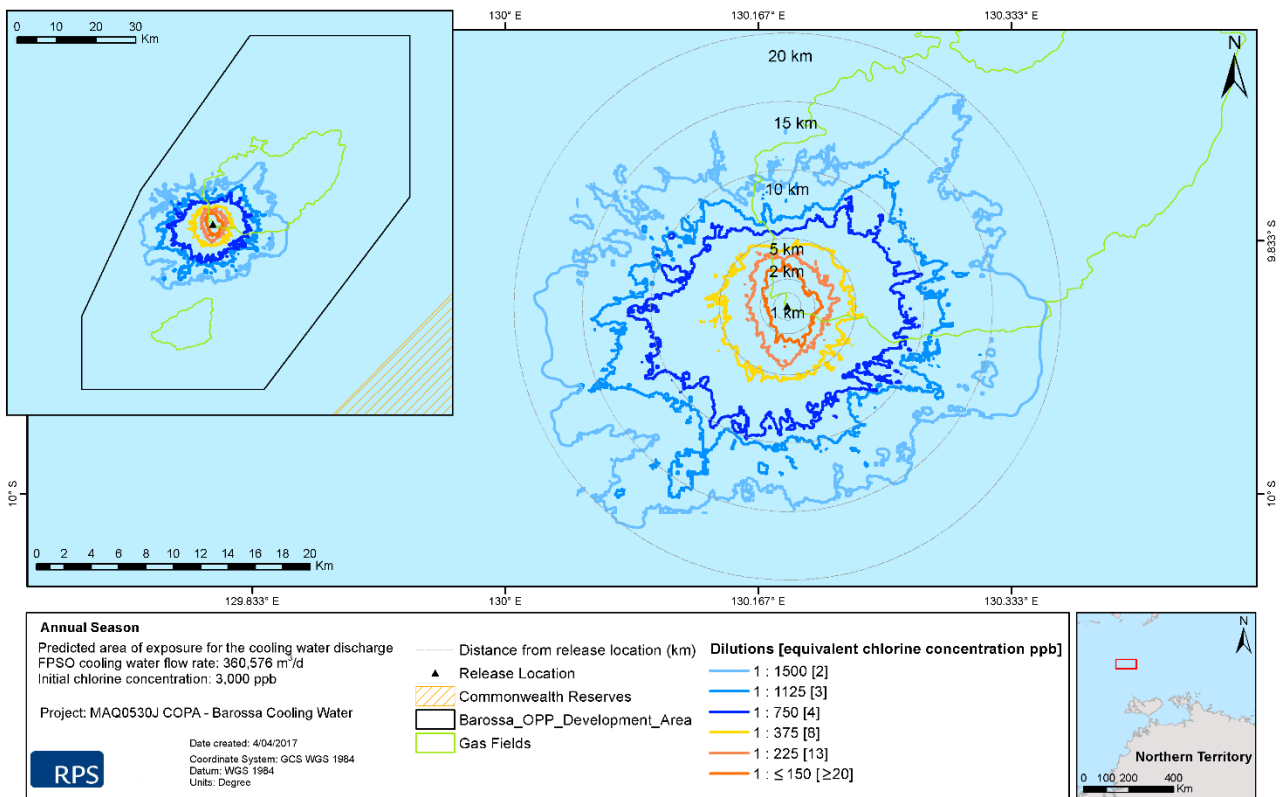 0 10 20 30
Km
130° E 130.167° E 130.333° E
N
20 km
15 km
10 km
5 km
2 km
1 km
9.833° S
10° S 10° S
0 2 4 6 8 10 12 14 16 18 20
Km
129.833° E 130° E 130.167° E 130.333° E
Annual Season
Predicted area of exposure for the cooling water discharge
FPSO cooling water flow rate: 360,576 m³/d
Initial chlorine concentration: 3,000 ppb
Project: MAQ0530J COPA - Barossa Cooling Water
RPS
Date created: 4/04/2017
Coordinate System: GCS WGS 1984
Datum: WGS 1984
Units: Degree
Distance from release location (km)
Release Location
Commonwealth Reserves
Barossa_OPP_Development_Area
Gas Fields
Dilutions [equivalent chlorine concentration ppb]
1 : 1500 [2]
1 : 1125 [3]
1 : 750 [4]
1 : 375 [8]
1 : 225 [13]
1 : ≤ 150 [≥20]
N
Northern Territory
0 100 200 400
Km